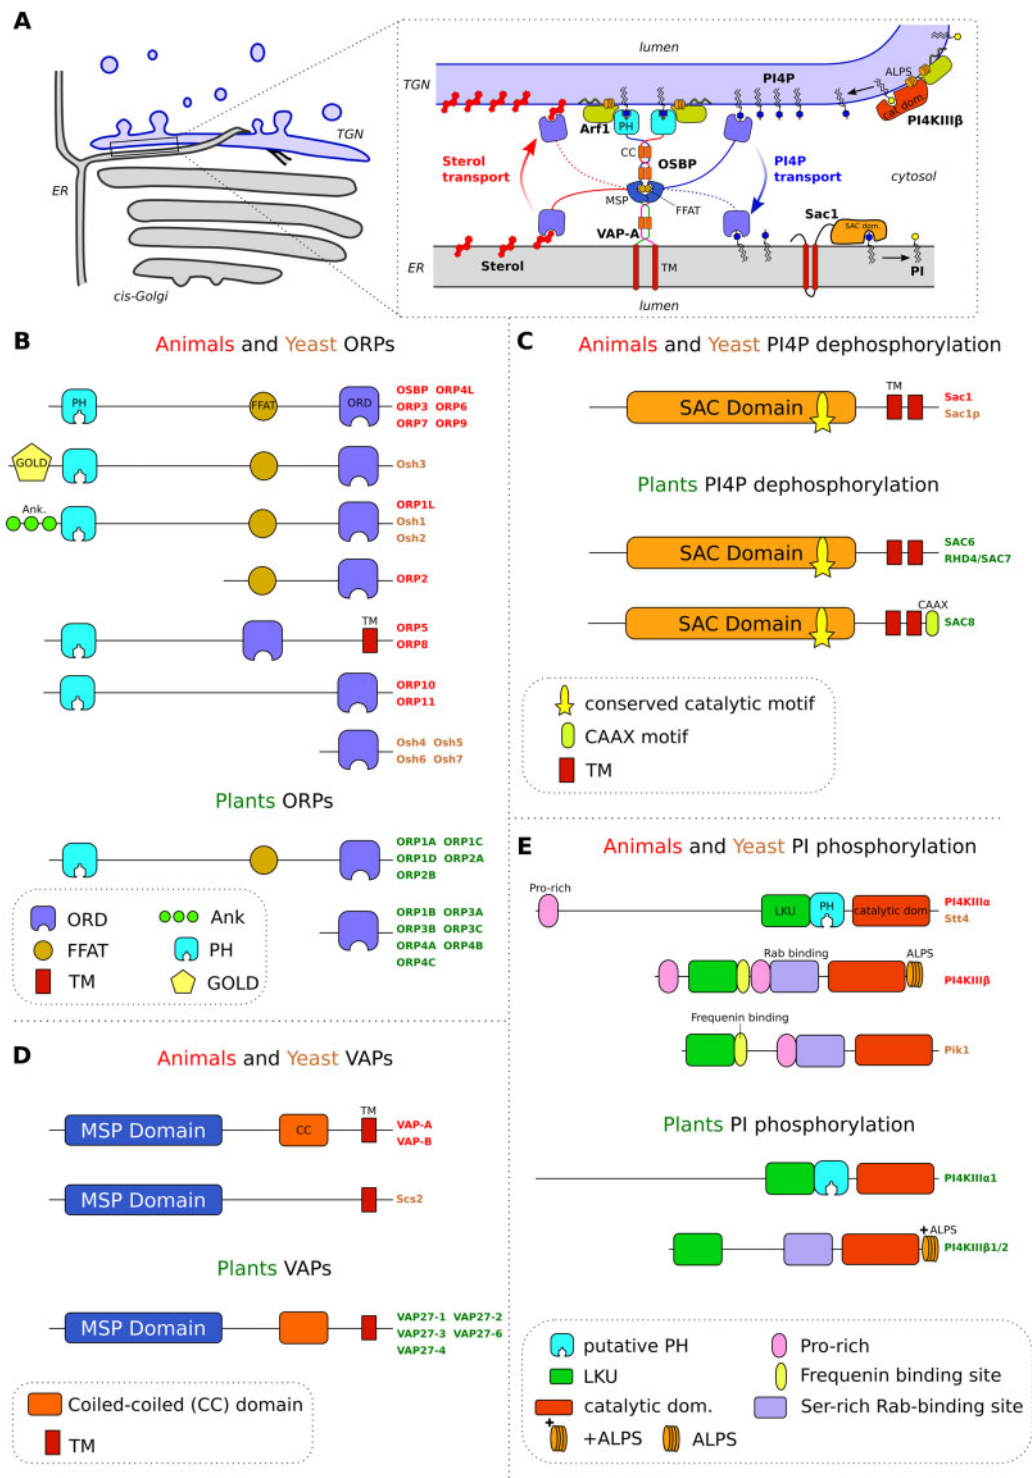 A
TGN
ER
cis-Golgi
lumen
TGN
PI4P
ALPS
cat dom.
PI4KIIIβ
Arf1
PH
CC
OSBP
Sterol
transport
PI4P
transport
cytosol
MSP
FFAT
VAP-A
Sac1
SAC dom.
ER
Sterol
TM
PI
lumen
B
Animals and Yeast ORPs
PH
FFAT
ORD
OSBP ORP4L
ORP3 ORP6
ORP7 ORP9
GOLD
Osh3
Ank.
ORP1L
Osh1
Osh2
ORP2
TM
ORP5
ORP8
ORP10
ORP11
Osh4 Osh5
Osh6 Osh7
Plants ORPs
ORP1A ORP1C
ORP1D ORP2A
ORP2B
ORP1B ORP3A
ORP3B ORP3C
ORP4A ORP4B
ORP4C
ORD
Ank
FFAT
PH
TM
GOLD
C
Animals and Yeast PI4P dephosphorylation
SAC Domain
TM
Sac1
Sac1p
Plants PI4P dephosphorylation
SAC Domain
SAC6
RHD4/SAC7
SAC Domain
CAAX
SAC8
conserved catalytic motif
CAAX motif
TM
D
Animals and Yeast VAPs
MSP Domain
CC
TM
VAP-A
VAP-B
MSP Domain
Scs2
Plants VAPs
MSP Domain
VAP27-1 VAP27-2
VAP27-3 VAP27-6
VAP27-4
Coiled-coiled (CC) domain
TM
E
Animals and Yeast PI phosphorylation
Pro-rich
LKU
PH
catalytic dom.
PI4KIIIα
Stt4
Rab binding
ALPS
PI4KIIIβ
Frequenin binding
Pik1
Plants PI phosphorylation
PI4KIIIα1
+ALPS
PI4KIIIβ1/2
putative PH
Pro-rich
LKU
Frequenin binding site
catalytic dom.
Ser-rich Rab-binding site
+
+ALPS
ALPS